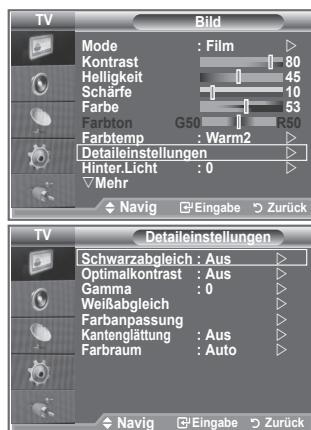 TV Bild
Mode : Film
Kontrast 80
Helligkeit 45
Schärfe 10
Farbe 53
Farbton G50 R50
Farbtemp : Warm2
Detaileinstellungen
Hinter.Licht : 0
▽Mehr
Navig Eingabe Zurück
TV Detaileinstellungen
Schwarzabgleich : Aus
Optimalkontrast : Aus
Gamma : 0
Weißabgleich
Farbanpassung
Kantenglättung : Aus
Farbraum : Auto
Navig Eingabe Zurück